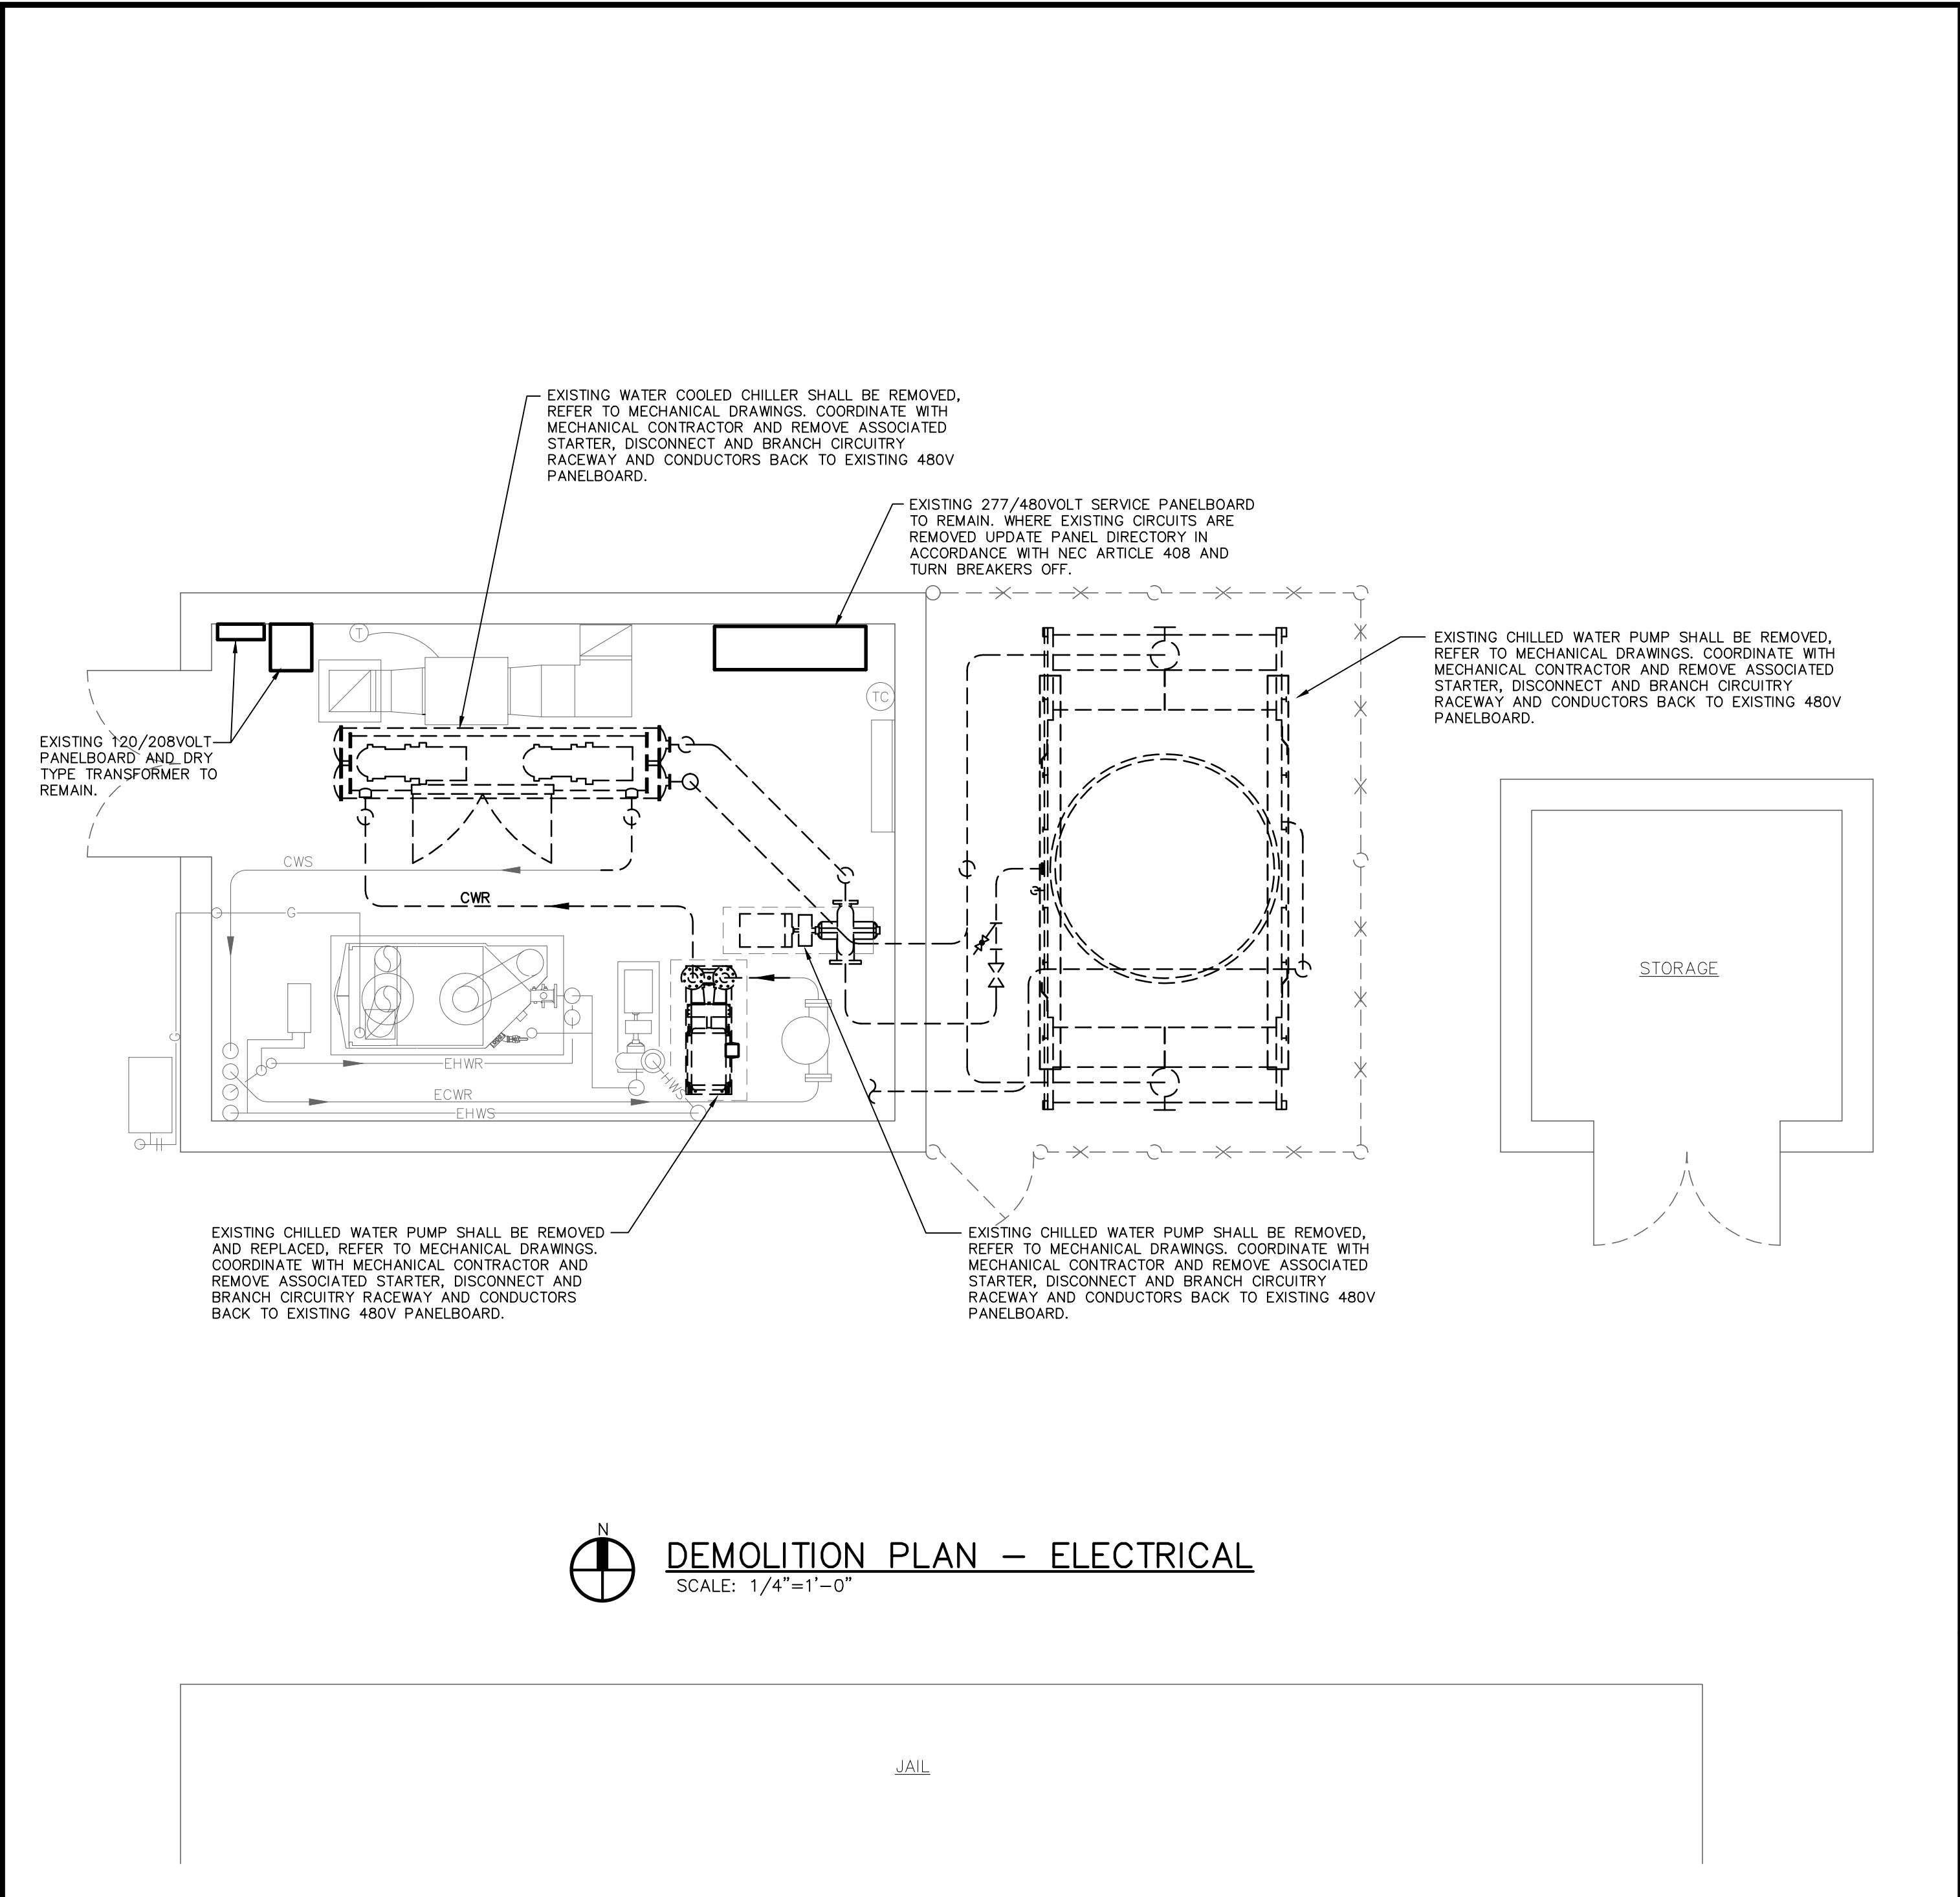 EXISTING WATER COOLED CHILLER SHALL BE REMOVED,
REFER TO MECHANICAL DRAWINGS. COORDINATE WITH
MECHANICAL CONTRACTOR AND REMOVE ASSOCIATED
STARTER, DISCONNECT AND BRANCH CIRCUITRY
RACEWAY AND CONDUCTORS BACK TO EXISTING 480V
PANELBOARD.
EXISTING 277/480VOLT SERVICE PANELBOARD
TO REMAIN. WHERE EXISTING CIRCUITS ARE
REMOVED UPDATE PANEL DIRECTORY IN
ACCORDANCE WITH NEC ARTICLE 408 AND
TURN BREAKERS OFF.
EXISTING CHILLED WATER PUMP SHALL BE REMOVED,
REFER TO MECHANICAL DRAWINGS. COORDINATE WITH
MECHANICAL CONTRACTOR AND REMOVE ASSOCIATED
STARTER, DISCONNECT AND BRANCH CIRCUITRY
RACEWAY AND CONDUCTORS BACK TO EXISTING 480V
PANELBOARD.
T
TC
EXISTING 120/208VOLT
PANELBOARD AND DRY
TYPE TRANSFORMER TO
REMAIN.
CWS
CWR
G
G
STORAGE
EHWR
HWS
ECWR
EHWS
EXISTING CHILLED WATER PUMP SHALL BE REMOVED
AND REPLACED, REFER TO MECHANICAL DRAWINGS.
COORDINATE WITH MECHANICAL CONTRACTOR AND
REMOVE ASSOCIATED STARTER, DISCONNECT AND
BRANCH CIRCUITRY RACEWAY AND CONDUCTORS
BACK TO EXISTING 480V PANELBOARD.
EXISTING CHILLED WATER PUMP SHALL BE REMOVED,
REFER TO MECHANICAL DRAWINGS. COORDINATE WITH
MECHANICAL CONTRACTOR AND REMOVE ASSOCIATED
STARTER, DISCONNECT AND BRANCH CIRCUITRY
RACEWAY AND CONDUCTORS BACK TO EXISTING 480V
PANELBOARD.
N
DEMOLITION PLAN – ELECTRICAL
SCALE: 1/4"=1'-0"
JAIL